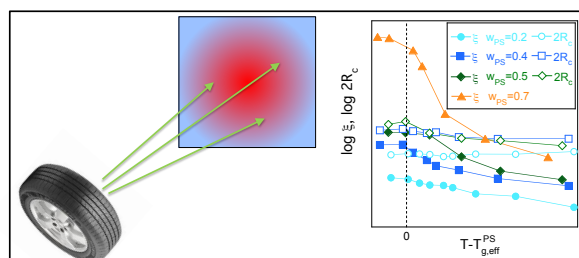 ξ w_PS=0.2 2R_c
ξ w_PS=0.4 2R_c
ξ w_PS=0.5 2R_c
ξ w_PS=0.7
log ξ, log 2R_c
0
T-T_g,eff^PS